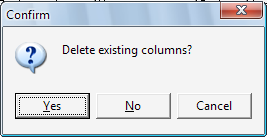 Confirm
Delete existing columns?
Yes
No
Cancel